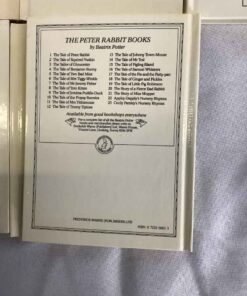 THE PETER RABBIT BOOKS
by Beatrix Potter
1 The Tale of Peter Rabbit
2 The Tale of Squirrel Nutkin
3 The Tailor of Gloucester
4 The Tale of Benjamin Bunny
5 The Tale of Two Bad Mice
6 The Tale of Mrs Tiggy-Winkle
7 The Tale of Mr Jeremy Fisher
8 The Tale of Tom Kitten
9 The Tale of Jemima Puddle-Duck
10 The Tale of the Flopsy Bunnies
11 The Tale of Mrs Tittlemouse
12 The Tale of Timmy Tiptoes
13 The Tale of Johnny Town-Mouse
14 The Tale of Mr Tod
15 The Tale of Pigling Bland
16 The Tale of Samuel Whiskers
17 The Tale of the Pie and the Patty-pan
18 The Tale of Ginger and Pickles
19 The Tale of Little Pig Robinson
20 The Story of a Fierce Bad Rabbit
21 The Story of Miss Moppet
22 Appley Dapply's Nursery Rhymes
23 Cecily Parsley's Nursery Rhymes
Available from good bookshops everywhere
FREDERICK WARNE (PUBLISHERS) LTD
ISBN 0 7232